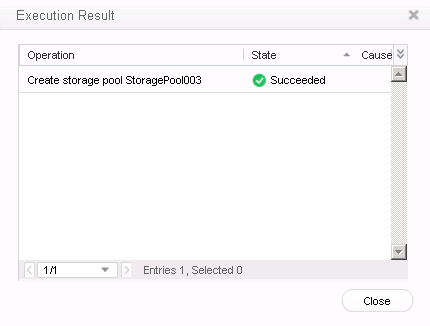 Execution Result
Operation State Cause
Create storage pool StoragePool003 Succeeded
1/1 Entries 1, Selected 0
Close